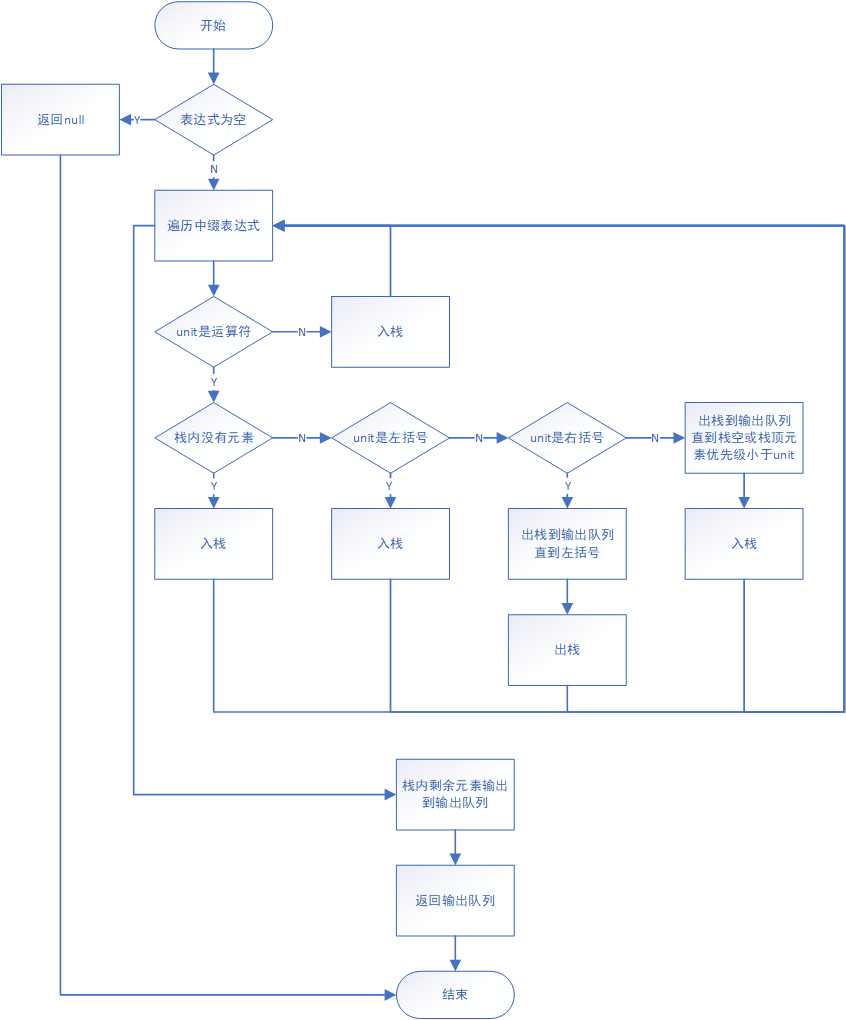 开始
返回null
Y
表达式为空
N
遍历中缀表达式
unit是运算符
N
入栈
Y
栈内没有元素
N
unit是左括号
N
unit是右括号
N
出栈到输出队列
直到栈空或栈顶元
素优先级小于unit
Y
Y
Y
入栈
入栈
出栈到输出队列
直到左括号
入栈
出栈
栈内剩余元素输出
到输出队列
返回输出队列
结束